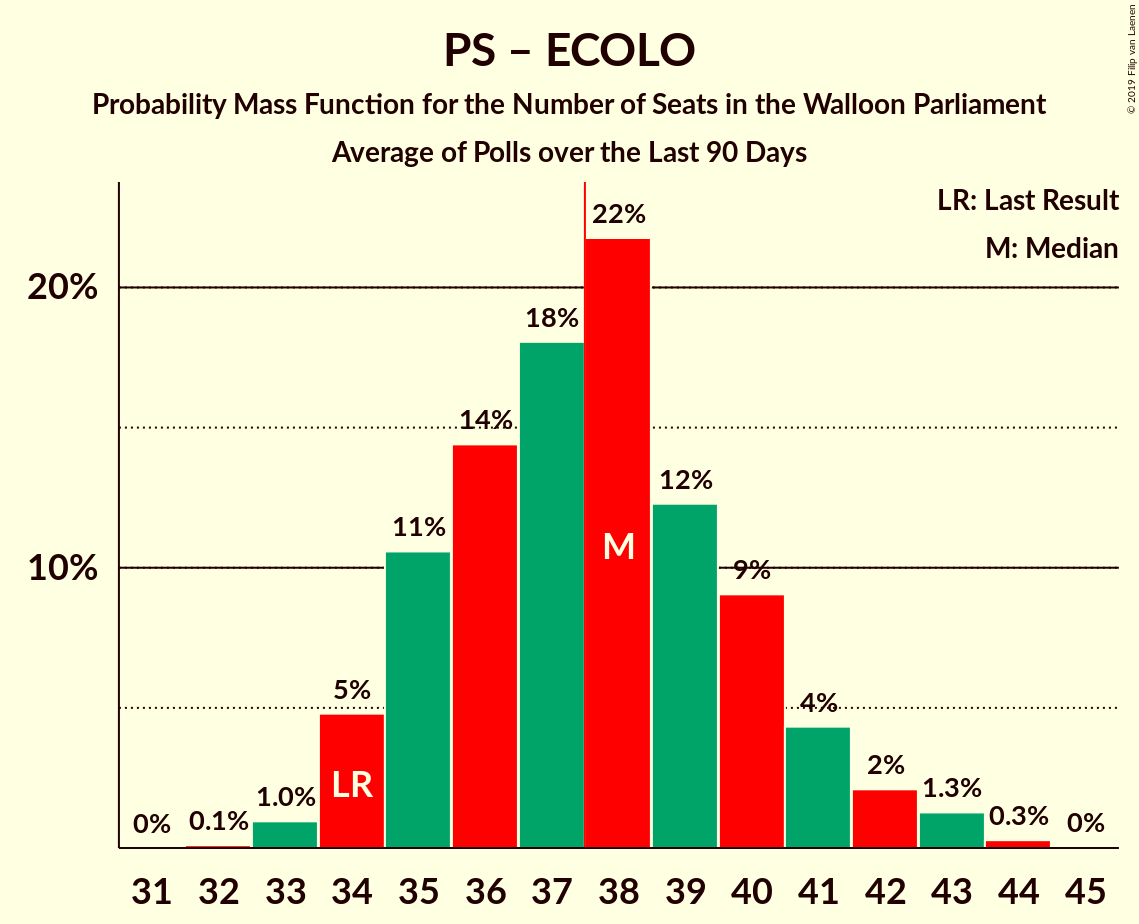 PS – ECOLO
Probability Mass Function for the Number of Seats in the Walloon Parliament
Average of Polls over the Last 90 Days
© 2019 Filip van Laenen
LR: Last Result
M: Median
20%
10%
0%
0.1%
1.0%
5%
11%
14%
18%
22%
12%
9%
4%
2%
1.3%
0.3%
0%
LR
M
31 32 33 34 35 36 37 38 39 40 41 42 43 44 45